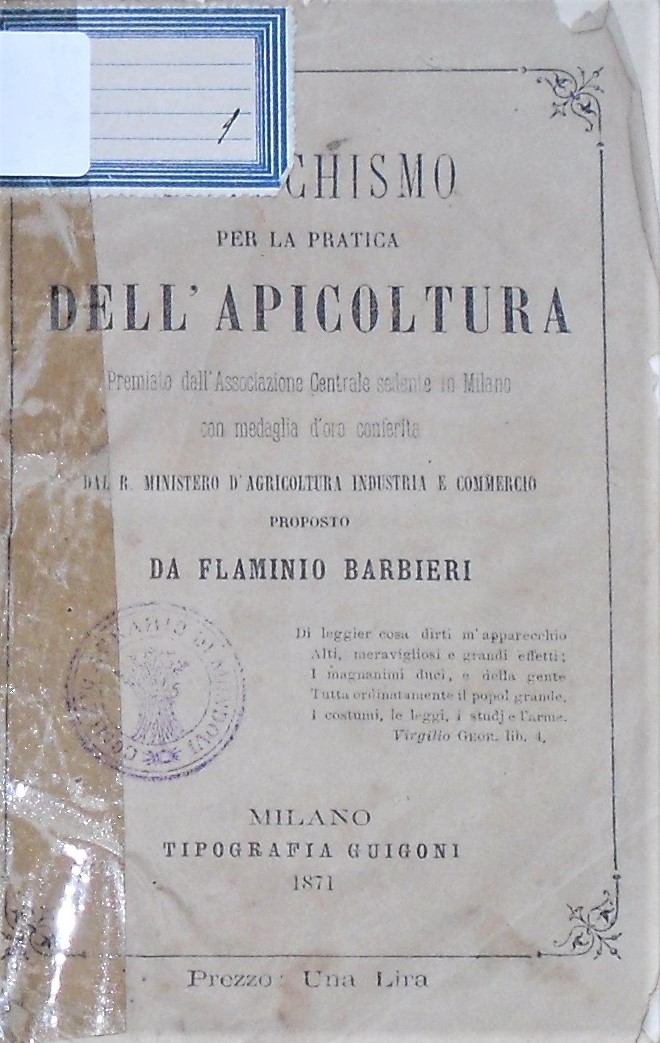 1
CHISMO
PER LA PRATICA
DELL'APICOLTURA
Premiato dall'Associazione Centrale sedente in Milano
con medaglia d'oro conferita
DAL R. MINISTERO D'AGRICOLTURA INDUSTRIA E COMMERCIO
PROPOSTO
DA FLAMINIO BARBIERI
Di leggier cosa dirti m'apparecchio
Alti, meravigliosi e grandi effetti;
I magnanimi duci, e della gente
Tutta ordinatamente il popol grande,
I costumi, le leggi, i studj e l'arme.
Virgilio GEOR. lib. 4,
MILANO
TIPOGRAFIA GUIGONI
1871
Prezzo: Una Lira